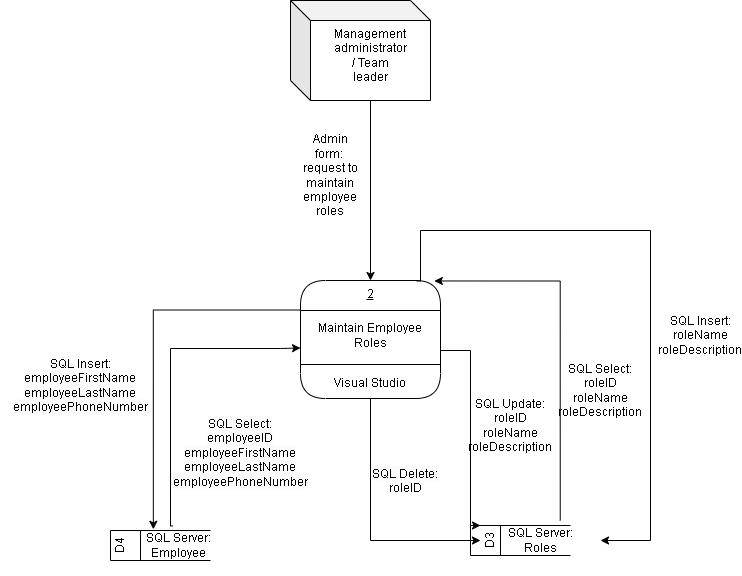 Management
administrator
/ Team
leader
Admin
form:
request to
maintain
employee
roles
2
Maintain Employee
Roles
Visual Studio
SQL Insert:
employeeFirstName
employeeLastName
employeePhoneNumber
SQL Select:
employeeID
employeeFirstName
employeeLastName
employeePhoneNumber
SQL Delete:
roleID
SQL Update:
roleID
roleName
roleDescription
SQL Select:
roleID
roleName
roleDescription
SQL Insert:
roleName
roleDescription
D4
SQL Server:
Employee
D3
SQL Server:
Roles